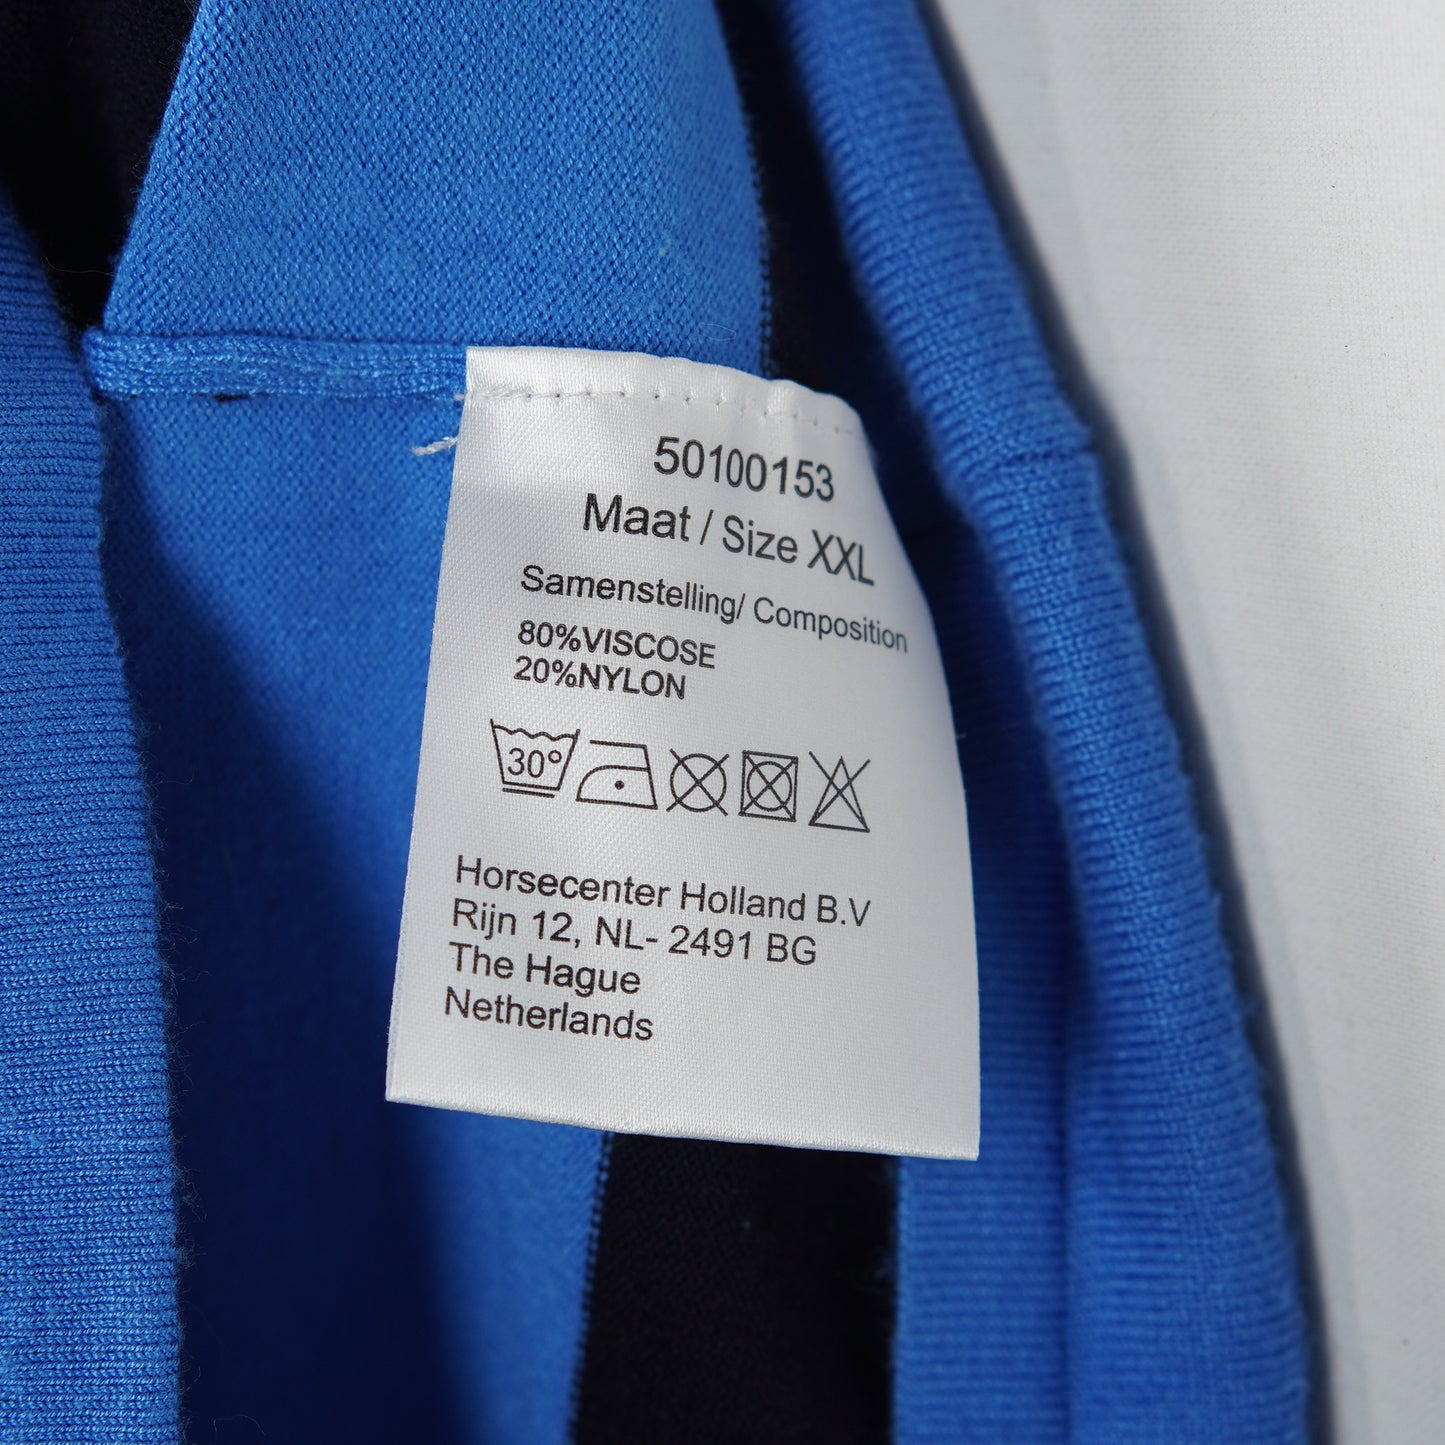 50100153
Maat / Size XXL
Samenstelling/ Composition
80%VISCOSE
20%NYLON
30°
Horsecenter Holland B.V
Rijn 12, NL- 2491 BG
The Hague
Netherlands